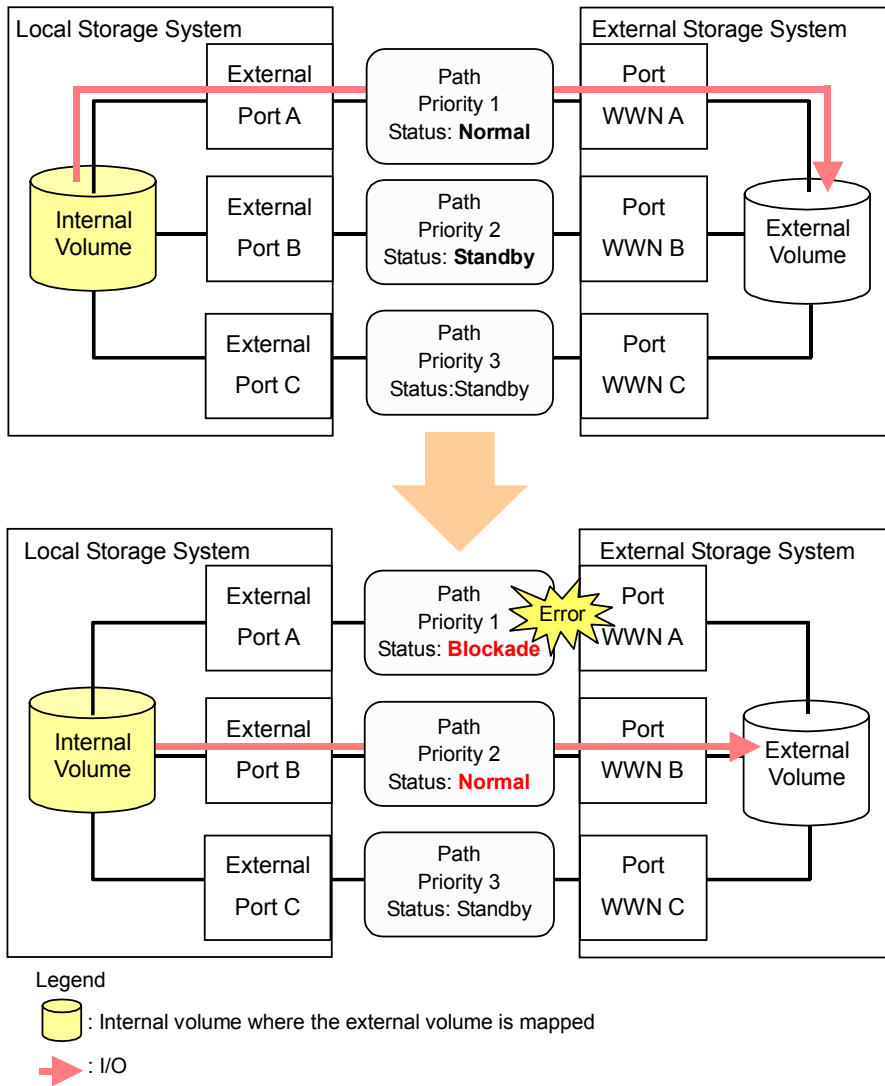 Local Storage System
External Storage System
External
Port A
Path
Priority 1
Status: Normal
Port
WWN A
Internal
Volume
External
Port B
Path
Priority 2
Status: Standby
Port
WWN B
External
Volume
External
Port C
Path
Priority 3
Status:Standby
Port
WWN C
Local Storage System
External Storage System
External
Port A
Path
Priority 1
Status: Blockade
Error
Port
WWN A
Internal
Volume
External
Port B
Path
Priority 2
Status: Normal
Port
WWN B
External
Volume
External
Port C
Path
Priority 3
Status: Standby
Port
WWN C
Legend
: Internal volume where the external volume is mapped
: I/O